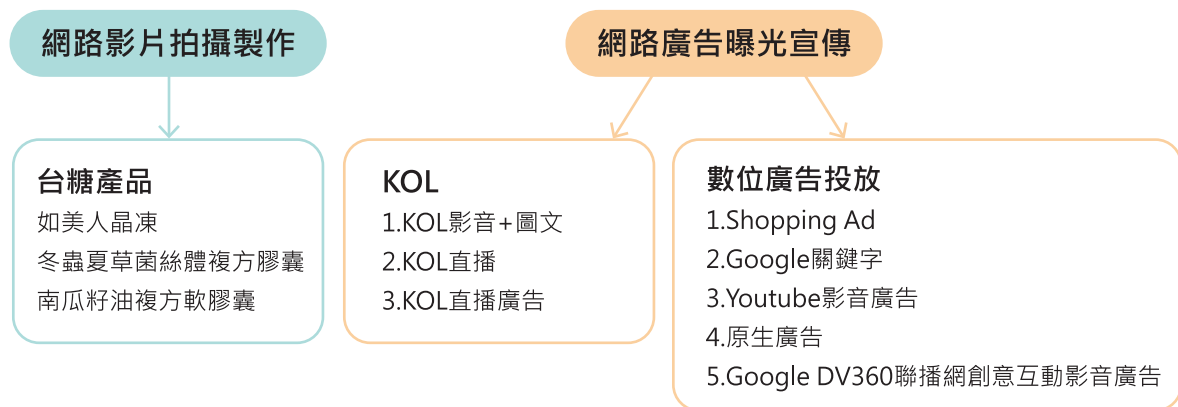 網路影片拍攝製作
網路廣告曝光宣傳
台糖產品
如美人晶凍
冬蟲夏草菌絲體複方膠囊
南瓜籽油複方軟膠囊
KOL
1.KOL影音+圖文
2.KOL直播
3.KOL直播廣告
數位廣告投放
1.Shopping Ad
2.Google關鍵字
3.Youtube影音廣告
4.原生廣告
5.Google DV360聯播網創意互動影音廣告